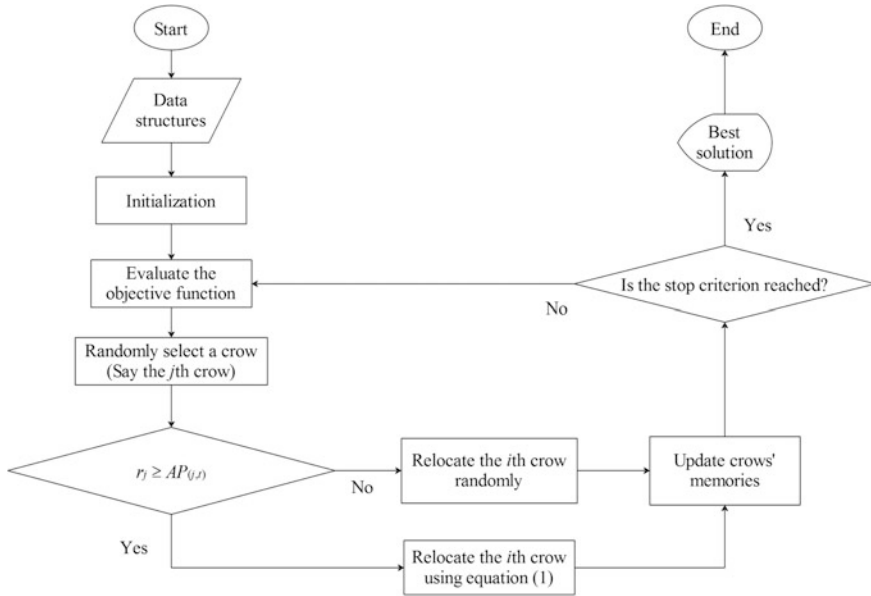 Start
Data
structures
Initialization
Evaluate the
objective function
Randomly select a crow
(Say the jth crow)
rj ≥ AP(j,t)
No
Yes
Relocate the ith crow
randomly
Relocate the ith crow
using equation (1)
Update crows'
memories
Is the stop criterion reached?
No
Yes
Best
solution
End